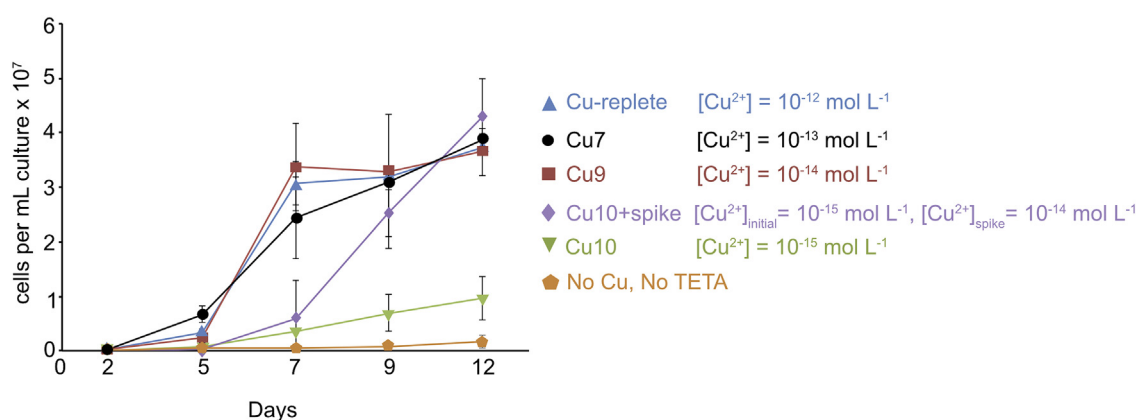 6
5
4
3
2
1
0
cells per mL culture x 10⁷
0 2 5 7 9 12
Days
Cu-replete [Cu²⁺] = 10⁻¹² mol L⁻¹
Cu7 [Cu²⁺] = 10⁻¹³ mol L⁻¹
Cu9 [Cu²⁺] = 10⁻¹⁴ mol L⁻¹
Cu10+spike [Cu²⁺]initial= 10⁻¹⁵ mol L⁻¹, [Cu²⁺]spike= 10⁻¹⁴ mol L⁻¹
Cu10 [Cu²⁺] = 10⁻¹⁵ mol L⁻¹
No Cu, No TETA